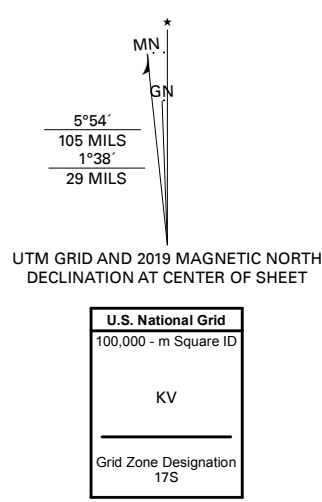 MN
GN
5°54´
105 MILS
1°38´
29 MILS
UTM GRID AND 2019 MAGNETIC NORTH
DECLINATION AT CENTER OF SHEET
U.S. National Grid
100,000 - m Square ID
KV
Grid Zone Designation
17S